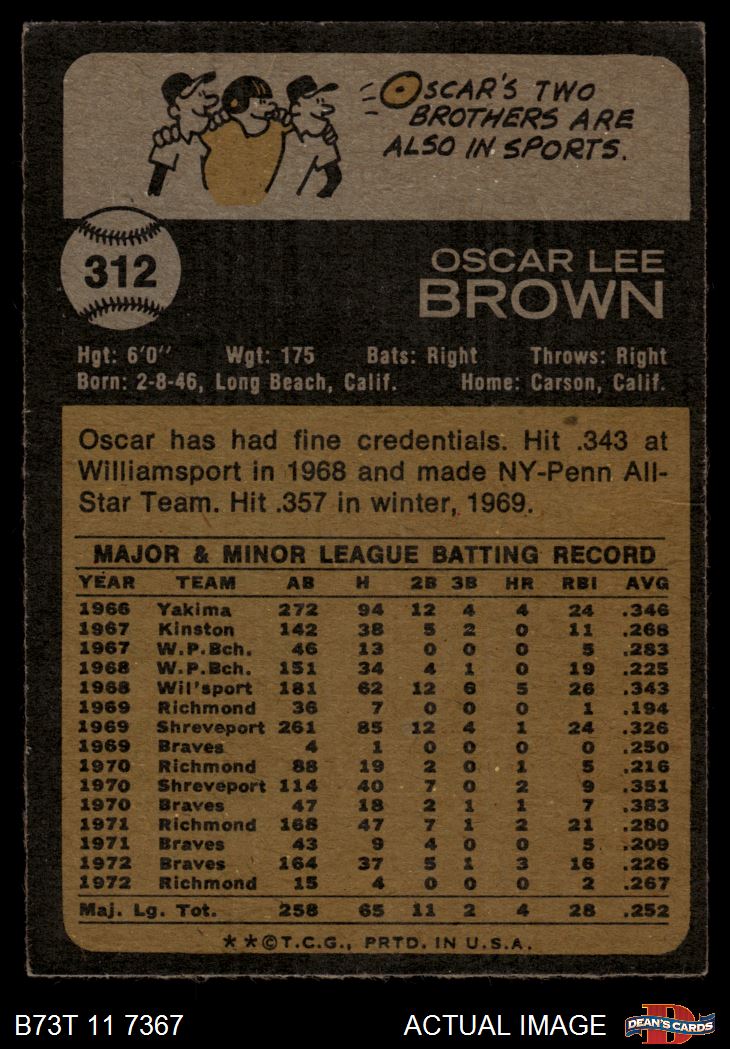 OSCAR'S TWO
BROTHERS ARE
ALSO IN SPORTS.
312
OSCAR LEE
BROWN
Hgt: 6'0" Wgt: 175 Bats: Right Throws: Right
Born: 2-8-46, Long Beach, Calif. Home: Carson, Calif.
Oscar has had fine credentials. Hit .343 at
Williamsport in 1968 and made NY-Penn All-
Star Team. Hit .357 in winter, 1969.
MAJOR & MINOR LEAGUE BATTING RECORD
YEAR TEAM AB H 2B 3B HR RBI AVG
1966 Yakima 272 94 12 4 4 24 .346
1967 Kinston 142 38 5 2 0 11 .268
1967 W.P.Bch. 46 13 0 0 0 5 .283
1968 W.P.Bch. 151 34 4 1 0 19 .225
1968 Wil'sport 181 62 12 6 5 26 .343
1969 Richmond 36 7 0 0 0 1 .194
1969 Shreveport 261 85 12 4 1 24 .326
1969 Braves 4 1 0 0 0 0 .250
1970 Richmond 88 19 2 0 1 5 .216
1970 Shreveport 114 40 7 0 2 9 .351
1970 Braves 47 18 2 1 1 7 .383
1971 Richmond 168 47 7 1 2 21 .280
1971 Braves 43 9 4 0 0 5 .209
1972 Braves 164 37 5 1 3 16 .226
1972 Richmond 15 4 0 0 0 2 .267
Maj. Lg. Tot. 258 65 11 2 4 28 .252
★★©T.C.G., PRTD. IN U.S.A.
B73T 11 7367 ACTUAL IMAGE
D
DEAN'S CARDS